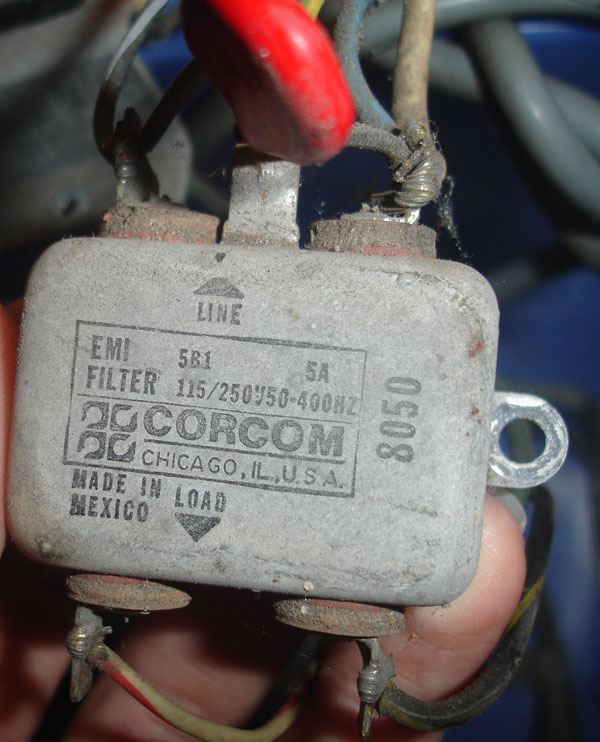 LINE
EMI 5B1 5A
FILTER 115/250V50-400HZ
CORCOM
CHICAGO, IL., U.S.A.
8050
MADE IN LOAD
MEXICO